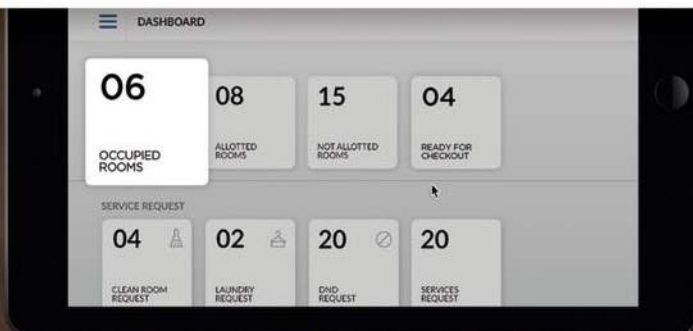 DASHBOARD
06
OCCUPIED
ROOMS
08
ALLOTTED
ROOMS
15
NOT ALLOTTED
ROOMS
04
READY FOR
CHECKOUT
SERVICE REQUEST
04
CLEAN ROOM
REQUEST
02
LAUNDRY
REQUEST
20
DND
REQUEST
20
SERVICES
REQUEST